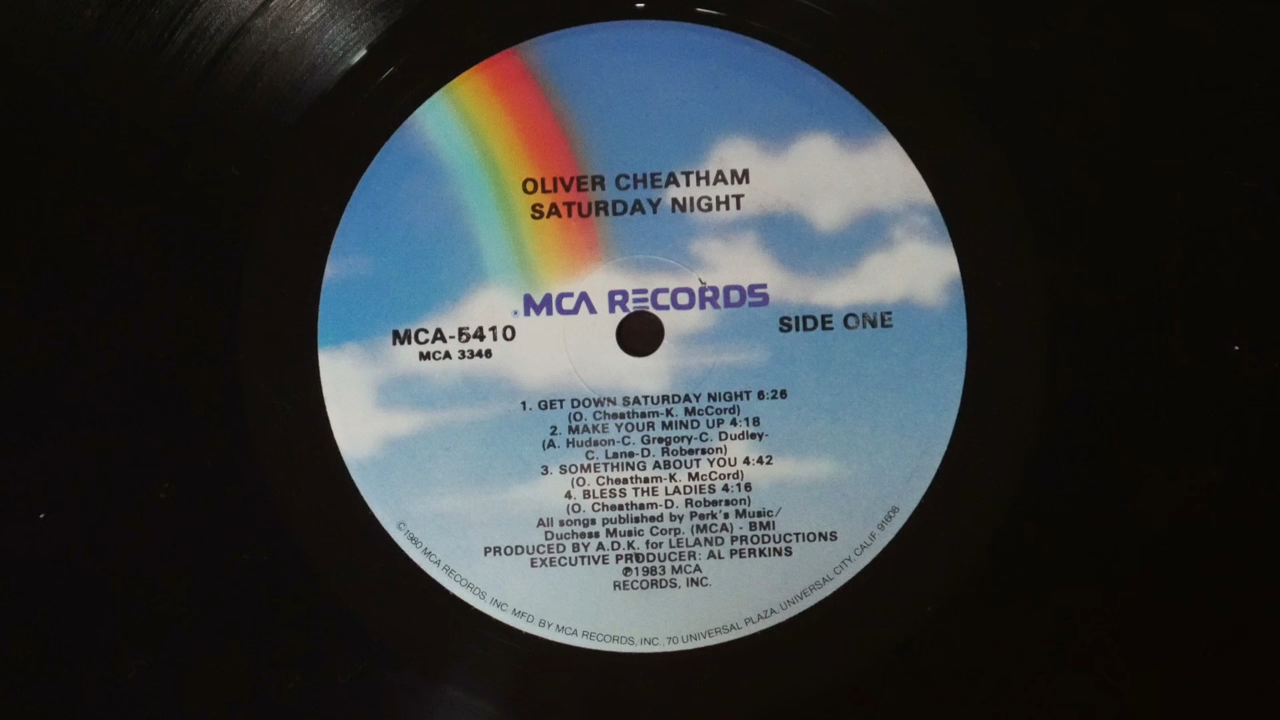 OLIVER CHEATHAM
SATURDAY NIGHT
MCA RECORDS
MCA-5410
MCA 3346
SIDE ONE
1. GET DOWN SATURDAY NIGHT 6:26
(O. Cheatham-K. McCord)
2. MAKE YOUR MIND UP 4:18
(A. Hudson-C. Gregory-C. Dudley-
C. Lane-D. Roberson)
3. SOMETHING ABOUT YOU 4:42
(O. Cheatham-K. McCord)
4. BLESS THE LADIES 4:16
(O. Cheatham-D. Roberson)
All songs published by Perk's Music/
Duchess Music Corp. (MCA) - BMI
PRODUCED BY A.D.K. for LELAND PRODUCTIONS
EXECUTIVE PRODUCER: AL PERKINS
℗1983 MCA
RECORDS, INC.
©1980 MCA RECORDS, INC. MFD. BY MCA RECORDS, INC., 70 UNIVERSAL PLAZA, UNIVERSAL CITY, CALIF. 91608